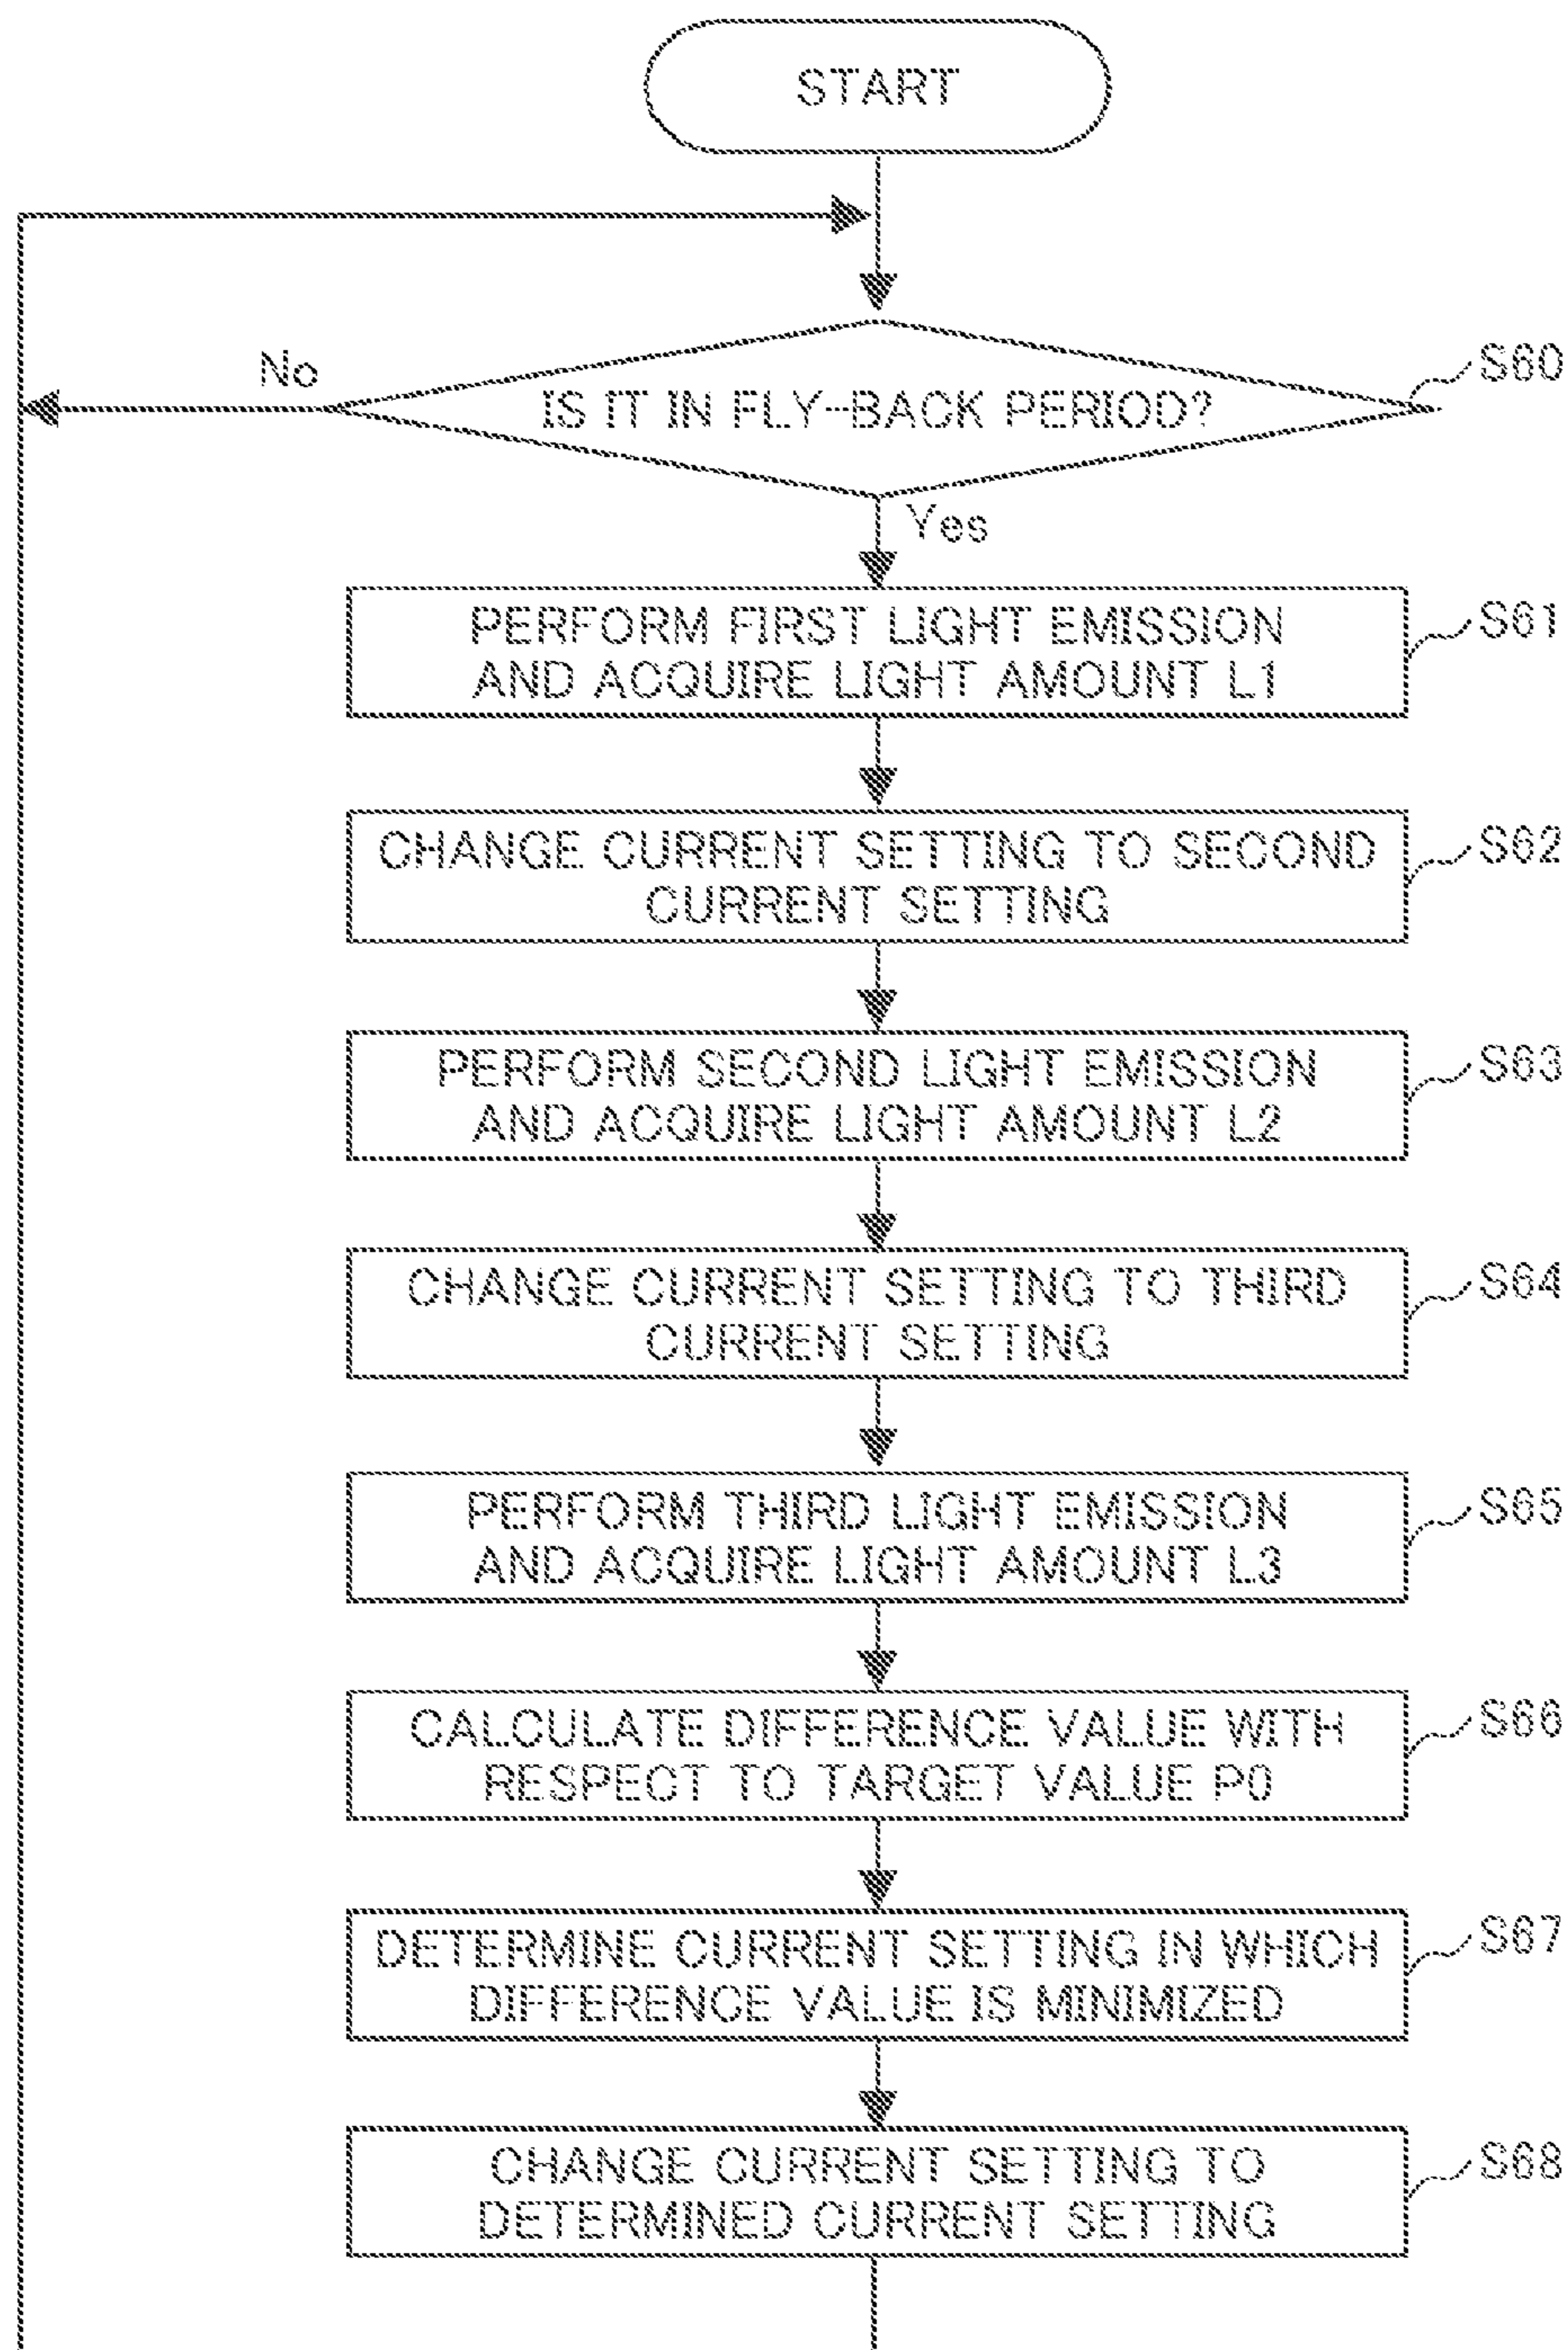 START
No
IS IT IN FLY-BACK PERIOD?
S60
Yes
PERFORM FIRST LIGHT EMISSION
AND ACQUIRE LIGHT AMOUNT L1
S61
CHANGE CURRENT SETTING TO SECOND
CURRENT SETTING
S62
PERFORM SECOND LIGHT EMISSION
AND ACQUIRE LIGHT AMOUNT L2
S63
CHANGE CURRENT SETTING TO THIRD
CURRENT SETTING
S64
PERFORM THIRD LIGHT EMISSION
AND ACQUIRE LIGHT AMOUNT L3
S65
CALCULATE DIFFERENCE VALUE WITH
RESPECT TO TARGET VALUE P0
S66
DETERMINE CURRENT SETTING IN WHICH
DIFFERENCE VALUE IS MINIMIZED
S67
CHANGE CURRENT SETTING TO
DETERMINED CURRENT SETTING
S68